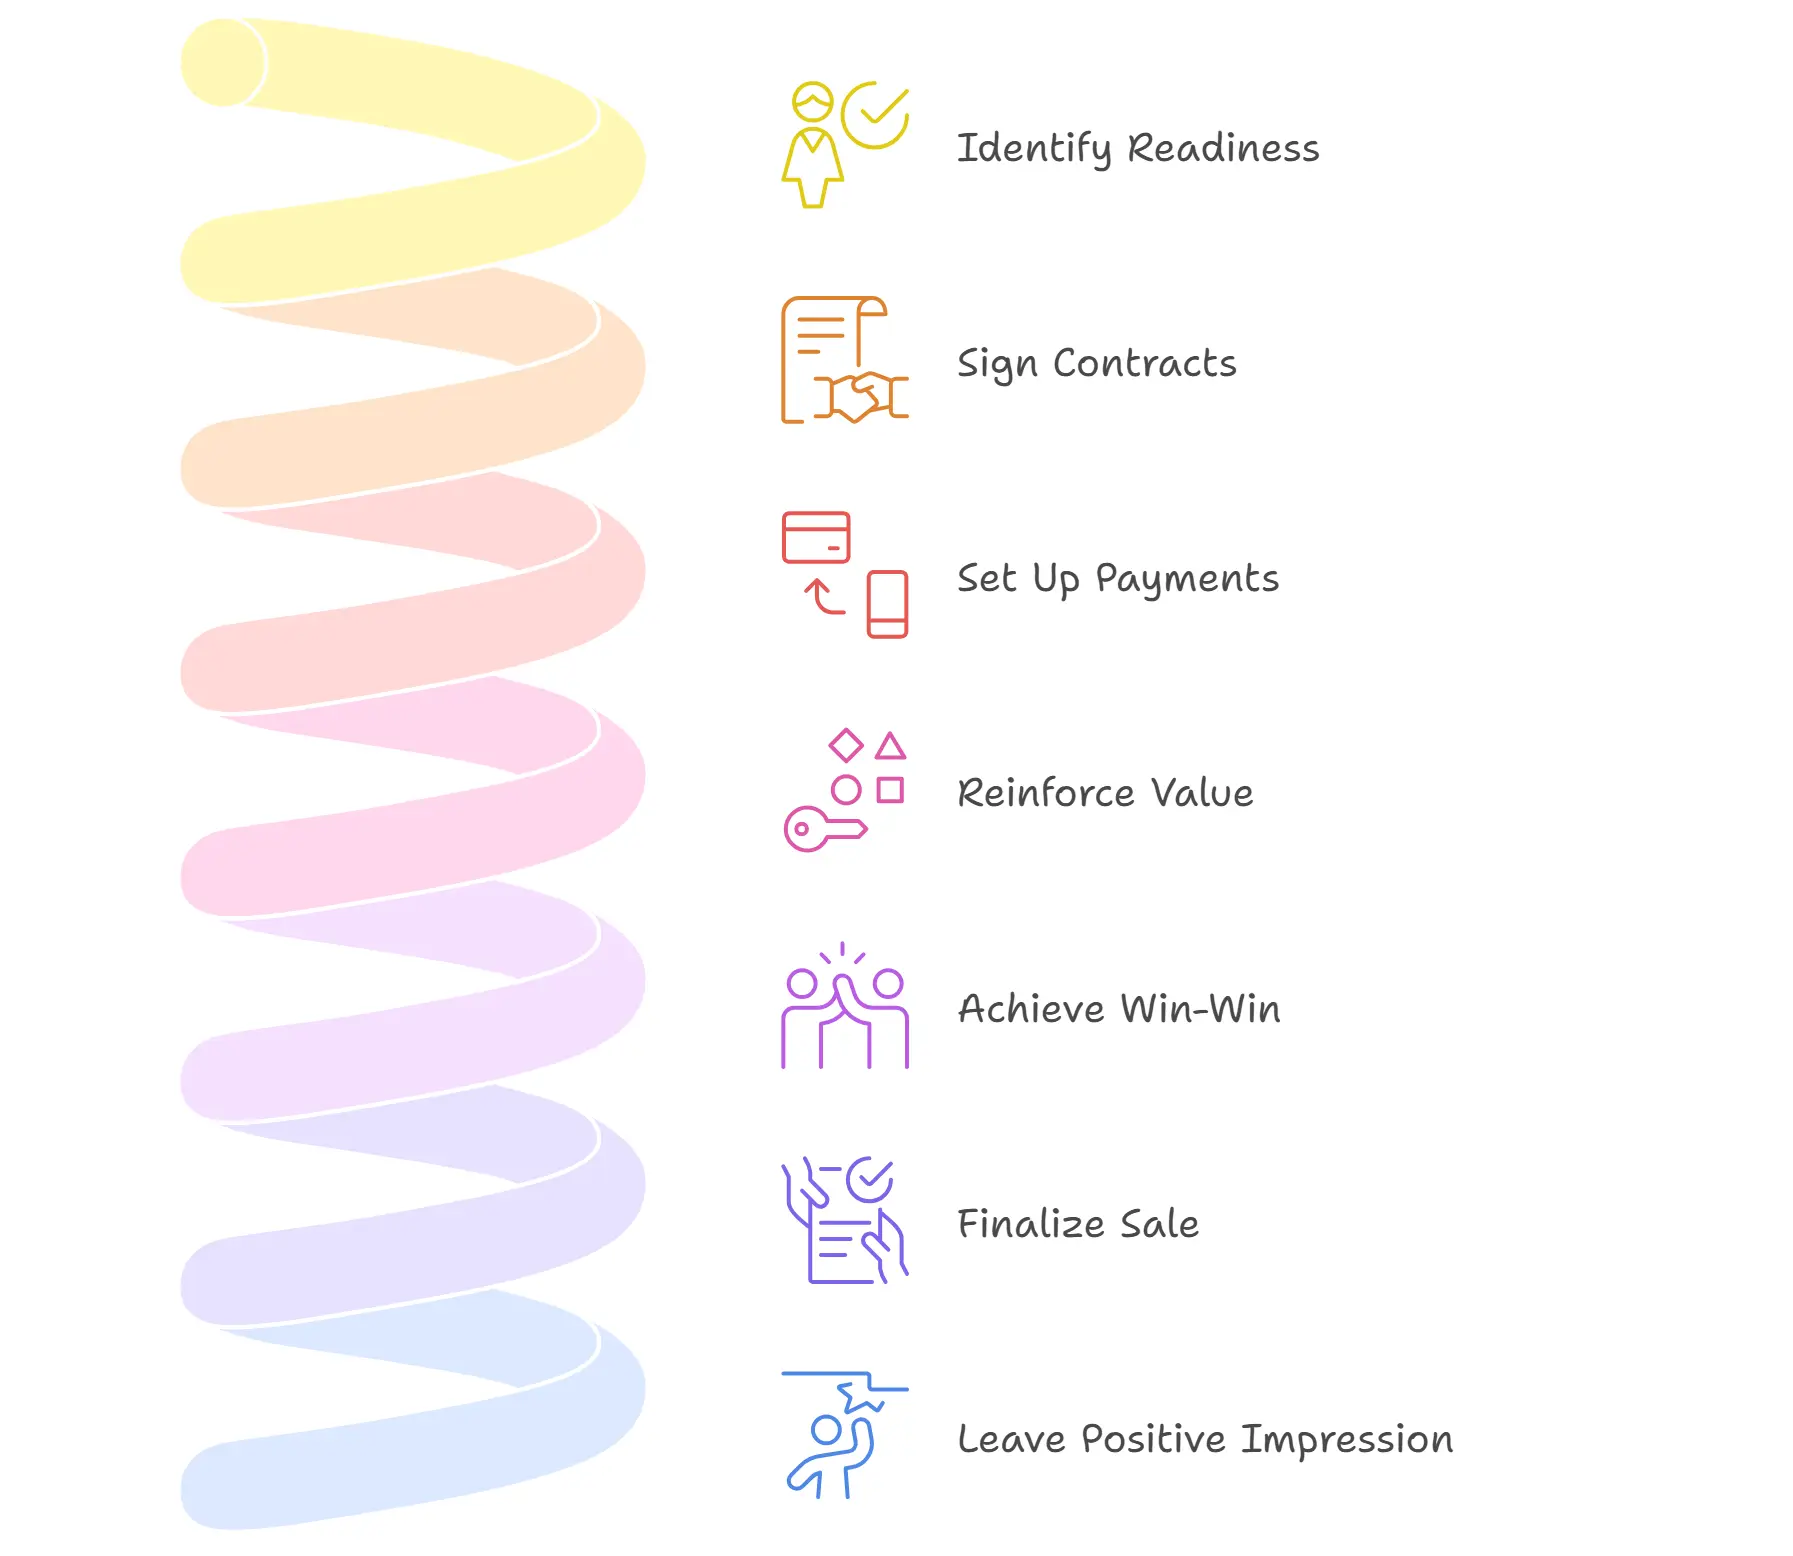 Identify Readiness
Sign Contracts
Set Up Payments
Reinforce Value
Achieve Win-Win
Finalize Sale
Leave Positive Impression